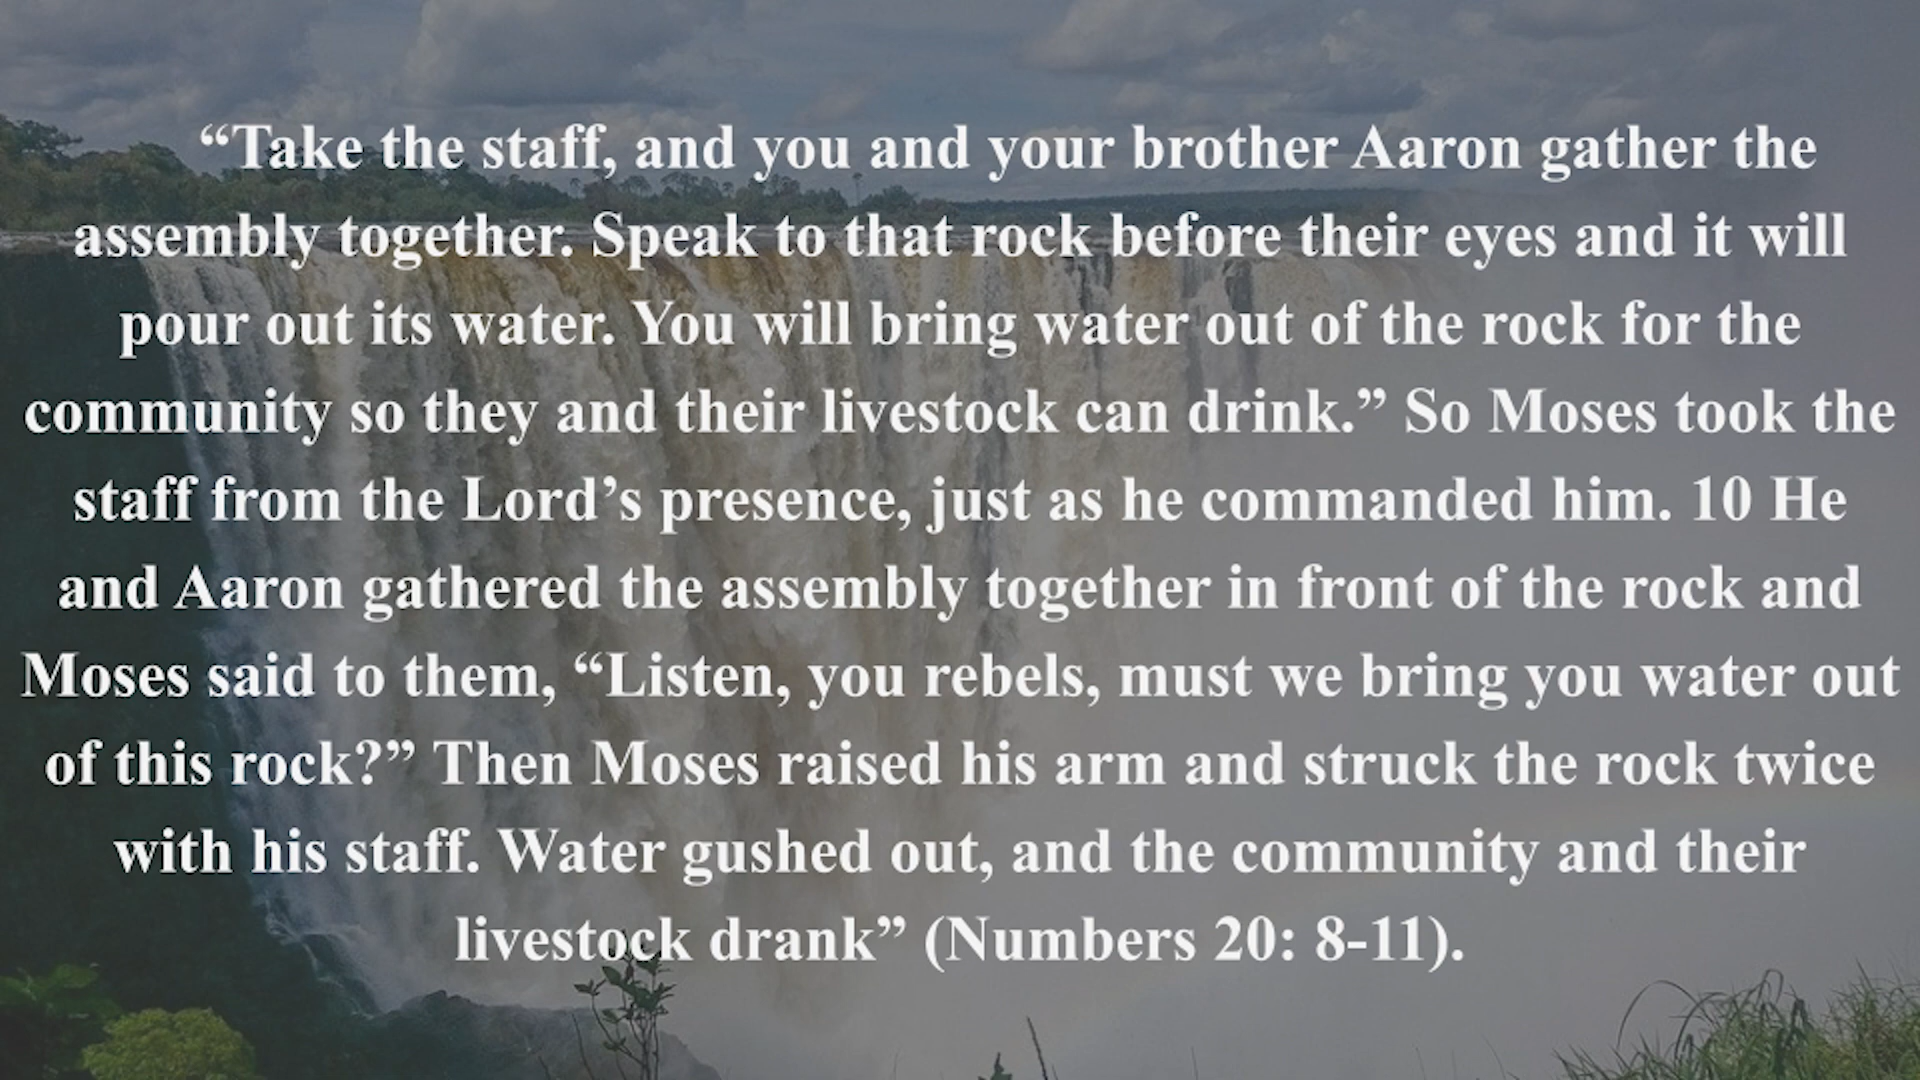 “Take the staff, and you and your brother Aaron gather the
assembly together. Speak to that rock before their eyes and it will
pour out its water. You will bring water out of the rock for the
community so they and their livestock can drink.” So Moses took the
staff from the Lord’s presence, just as he commanded him. 10 He
and Aaron gathered the assembly together in front of the rock and
Moses said to them, “Listen, you rebels, must we bring you water out
of this rock?” Then Moses raised his arm and struck the rock twice
with his staff. Water gushed out, and the community and their
livestock drank” (Numbers 20: 8-11).